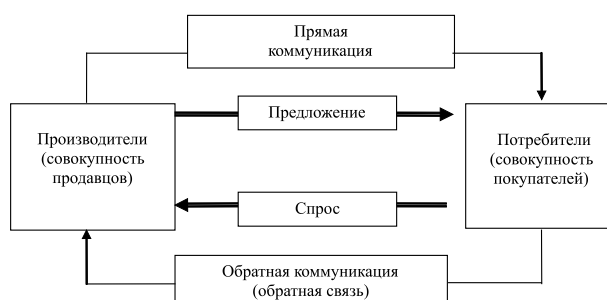 Прямая
коммуникация
Предложение
Производители
(совокупность
продавцов)
Потребители
(совокупность
покупателей)
Спрос
Обратная коммуникация
(обратная связь)